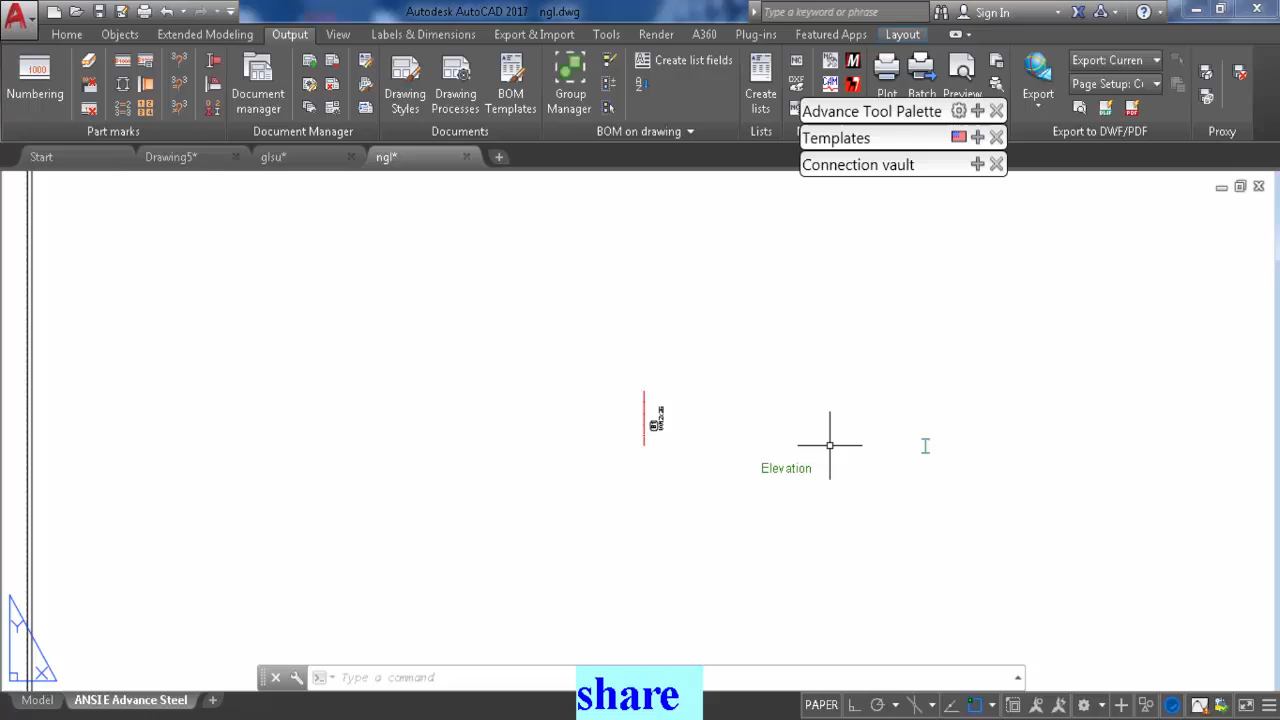 Autodesk AutoCAD 2017 ngl.dwg
Type a keyword or phrase
Sign In
Home
Objects
Extended Modeling
Output
View
Labels & Dimensions
Export & Import
Tools
Render
A360
Plug-ins
Featured Apps
Layout
Numbering
Document
manager
Drawing
Styles
Drawing
Processes
BOM
Templates
Group
Manager
Create list fields
Create
lists
NC
DXF
Plot
Batch
Preview
Export
Export Curren
Page Setup: C
Part marks
Document Manager
Documents
BOM on drawing
Lists
Export to DWF/PDF
Proxy
Advance Tool Palette
Templates
Connection vault
Start
Drawing5*
glsu*
ngl*
Elevation
Y
X
Type a command
Model
ANSI E Advance Steel
PAPER
share